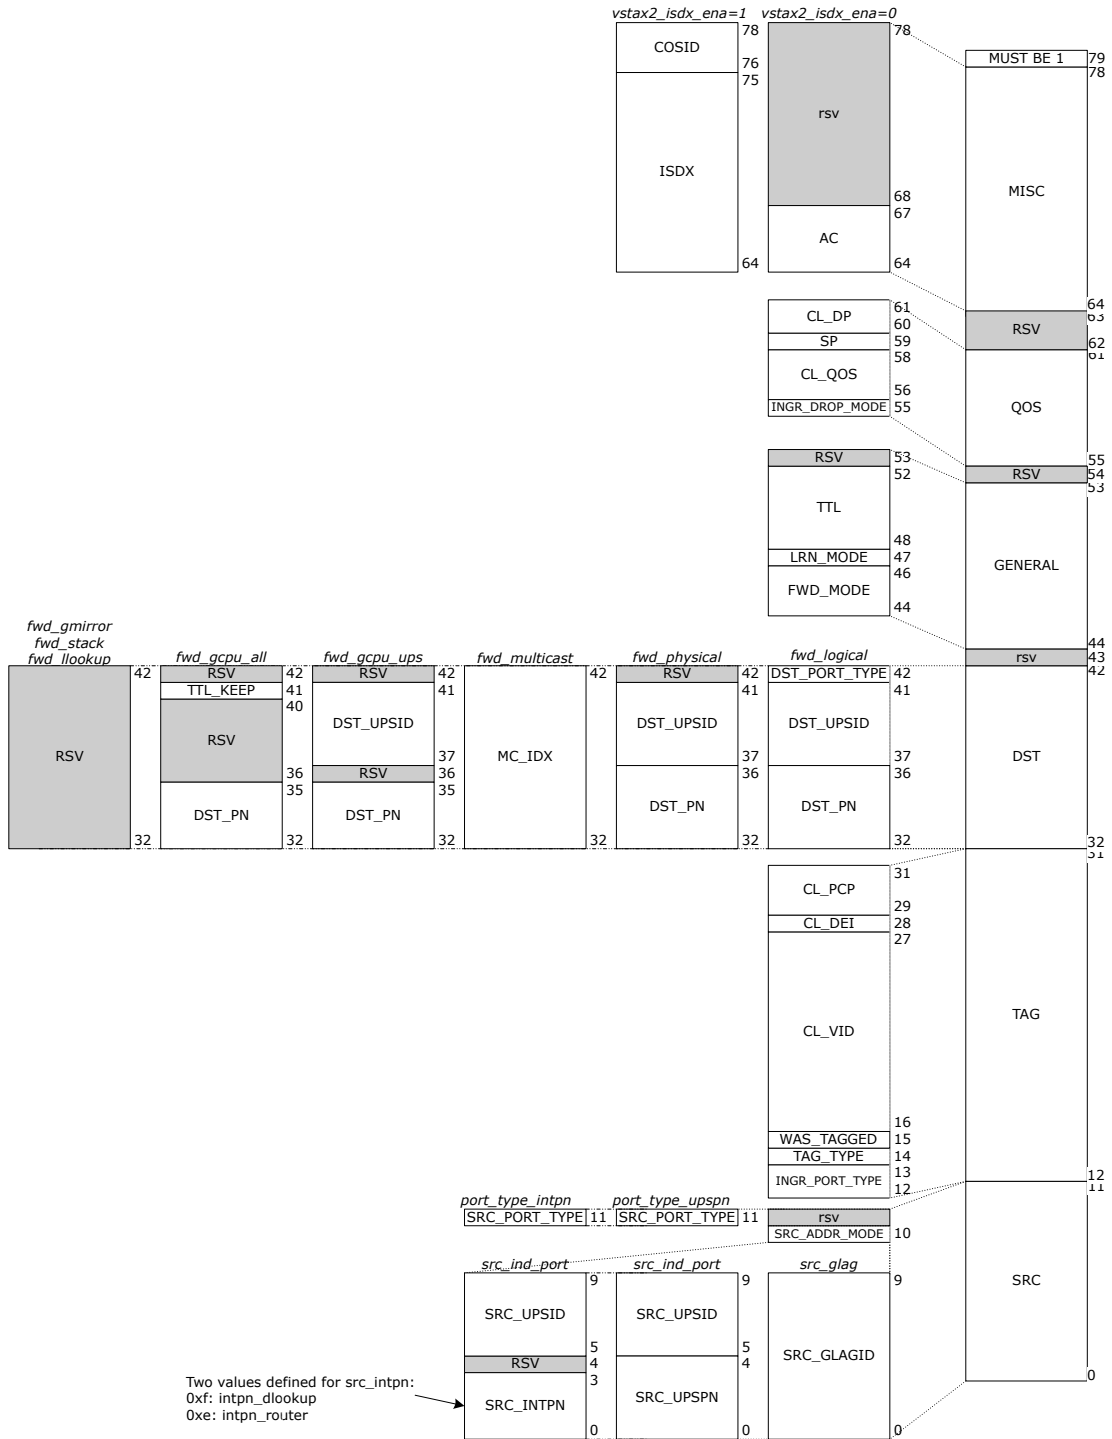 vstax2_isdx_ena=1 vstax2_isdx_ena=0
COSID 78
76
ISDX 75
64
78
rsv
68
AC 67
64
MUST BE 1 79
MISC 78
64
RSV 63
62
QOS 61
55
RSV 54
GENERAL 53
44
rsv 43
DST 42
32
TAG 31
12
SRC 11
0
CL_DP 61
60
SP 59
CL_QOS 58
56
INGR_DROP_MODE 55
RSV 53
TTL 52
48
LRN_MODE 47
FWD_MODE 46
44
fwd_gmirror
fwd_stack
fwd_llookup
RSV 42
32
fwd_gcpu_all
RSV 42
TTL_KEEP 41
RSV 40
36
DST_PN 35
32
fwd_gcpu_ups
RSV 42
DST_UPSID 41
37
RSV 36
DST_PN 35
32
fwd_multicast
MC_IDX 42
32
fwd_physical
RSV 42
DST_UPSID 41
37
DST_PN 36
32
fwd_logical
DST_PORT_TYPE 42
DST_UPSID 41
37
DST_PN 36
32
CL_PCP 31
29
CL_DEI 28
CL_VID 27
16
WAS_TAGGED 15
TAG_TYPE 14
INGR_PORT_TYPE 13
12
port_type_intpn port_type_upspn
SRC_PORT_TYPE 11 SRC_PORT_TYPE 11 rsv
SRC_ADDR_MODE 10
src_ind_port
SRC_UPSID 9
5
RSV 4
SRC_INTPN 3
0
src_ind_port
SRC_UPSID 9
5
SRC_UPSPN 4
0
src_glag
SRC_GLAGID 9
0
Two values defined for src_intpn:
0xf: intpn_dlookup
0xe: intpn_router